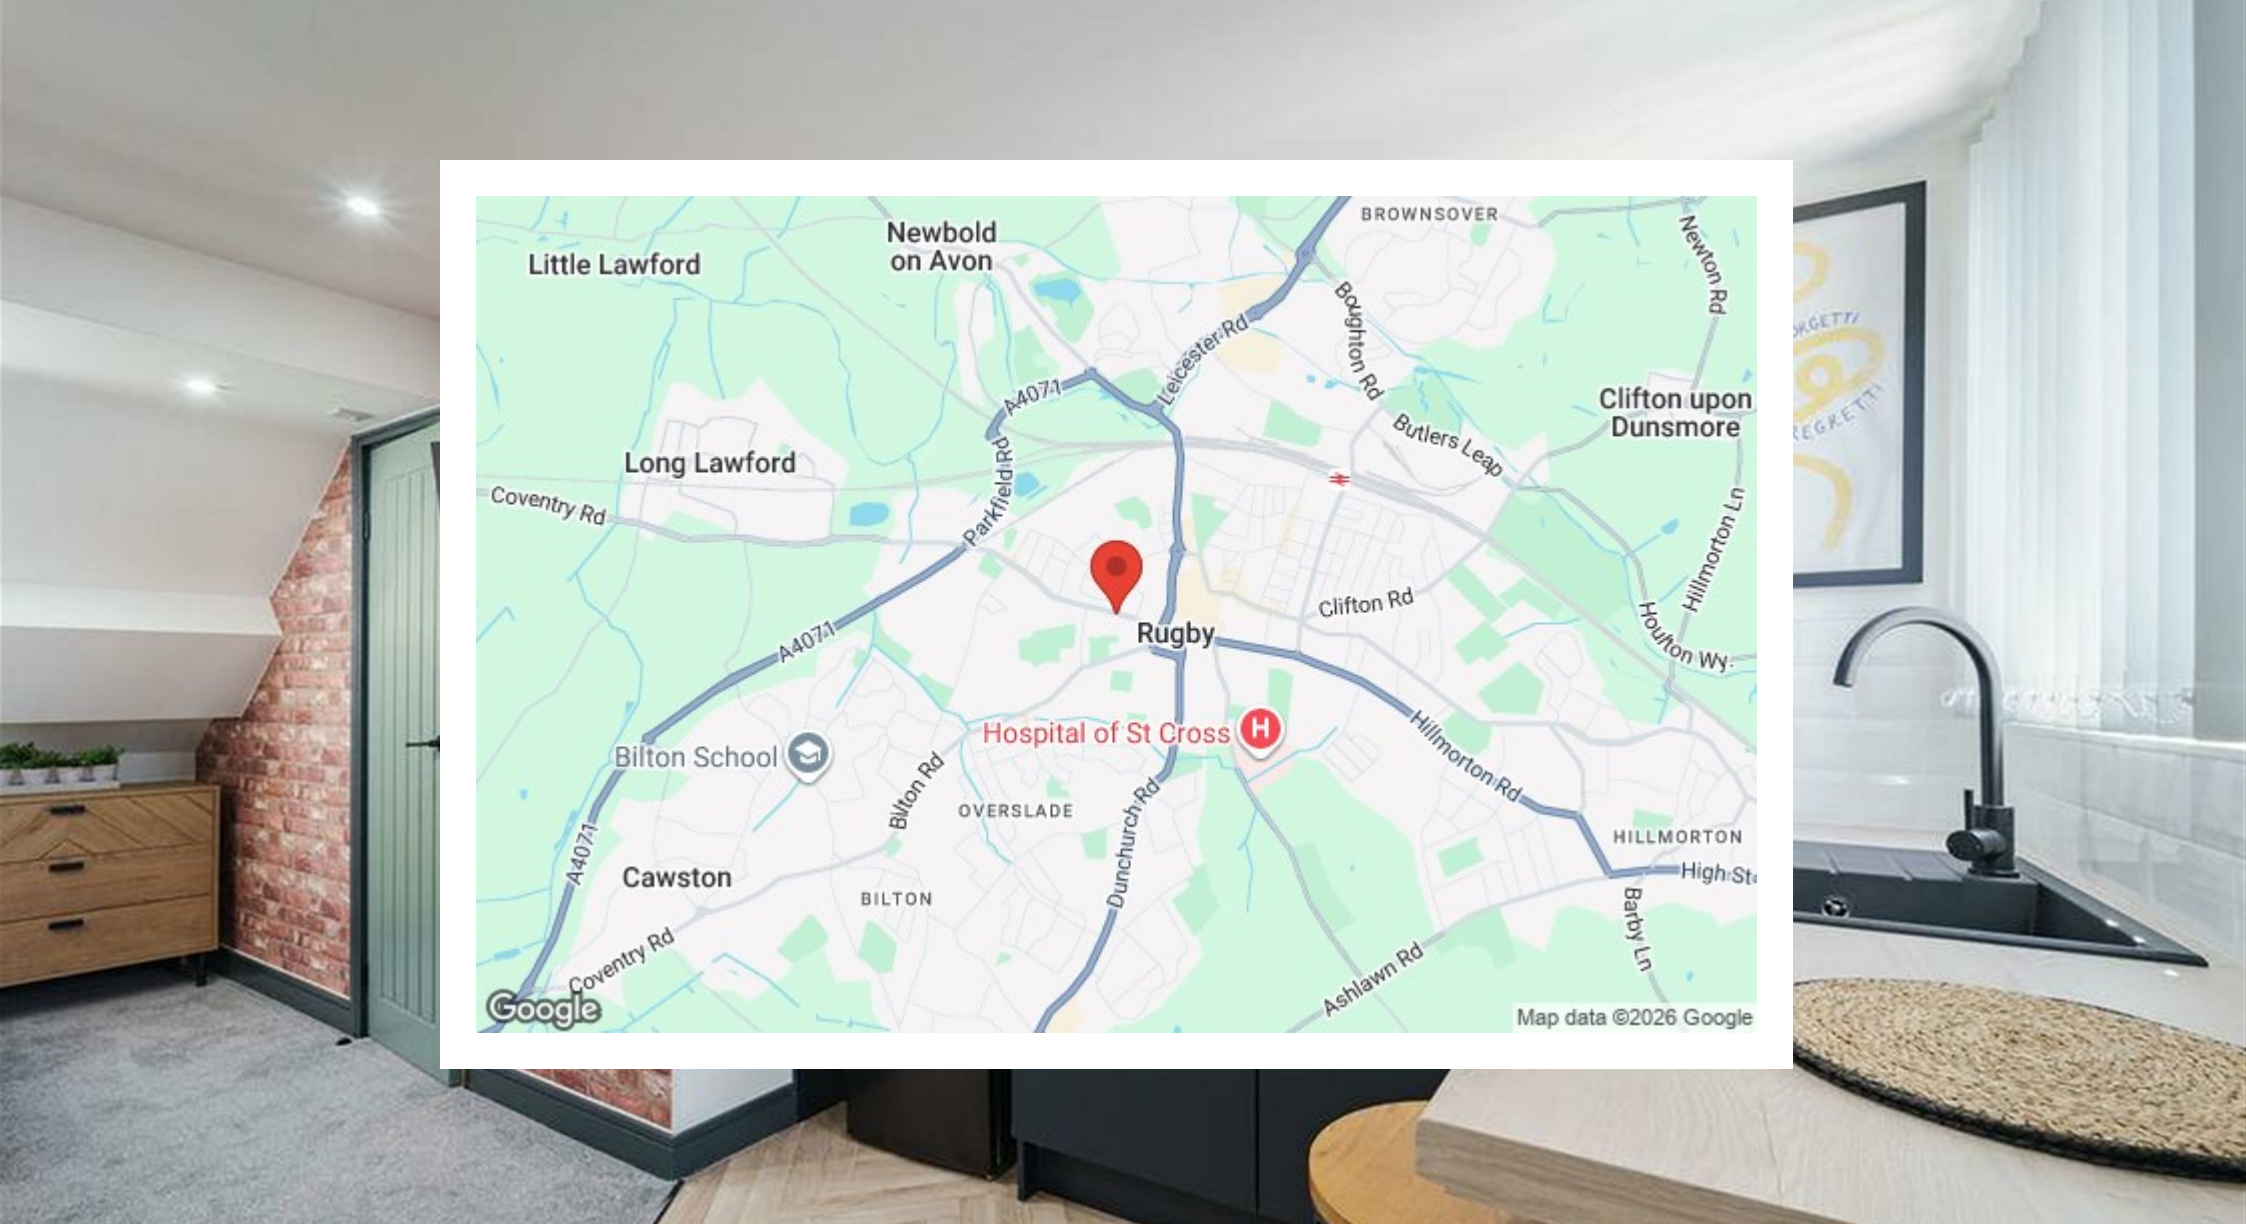 BROWNSOVER
Newbold
on Avon
Little Lawford
Newton Rd
Boughton Rd
Leicester Rd
A4071
Clifton upon
Dunsmore
Butlers Leap
Long Lawford
Parkfield Rd
Coventry Rd
Hillmorton Ln
Clifton Rd
Rugby
A4071
Houlton Wy.
Hospital of St Cross
H
Bilton School
Hillmorton Rd
Bilton Rd
Dunchurch Rd
OVERSLADE
A4071
HILLMORTON
High St
Cawston
BILTON
Barby Ln
Coventry Rd
Ashlawn Rd
Google
Map data ©2026 Google
REGRETTI